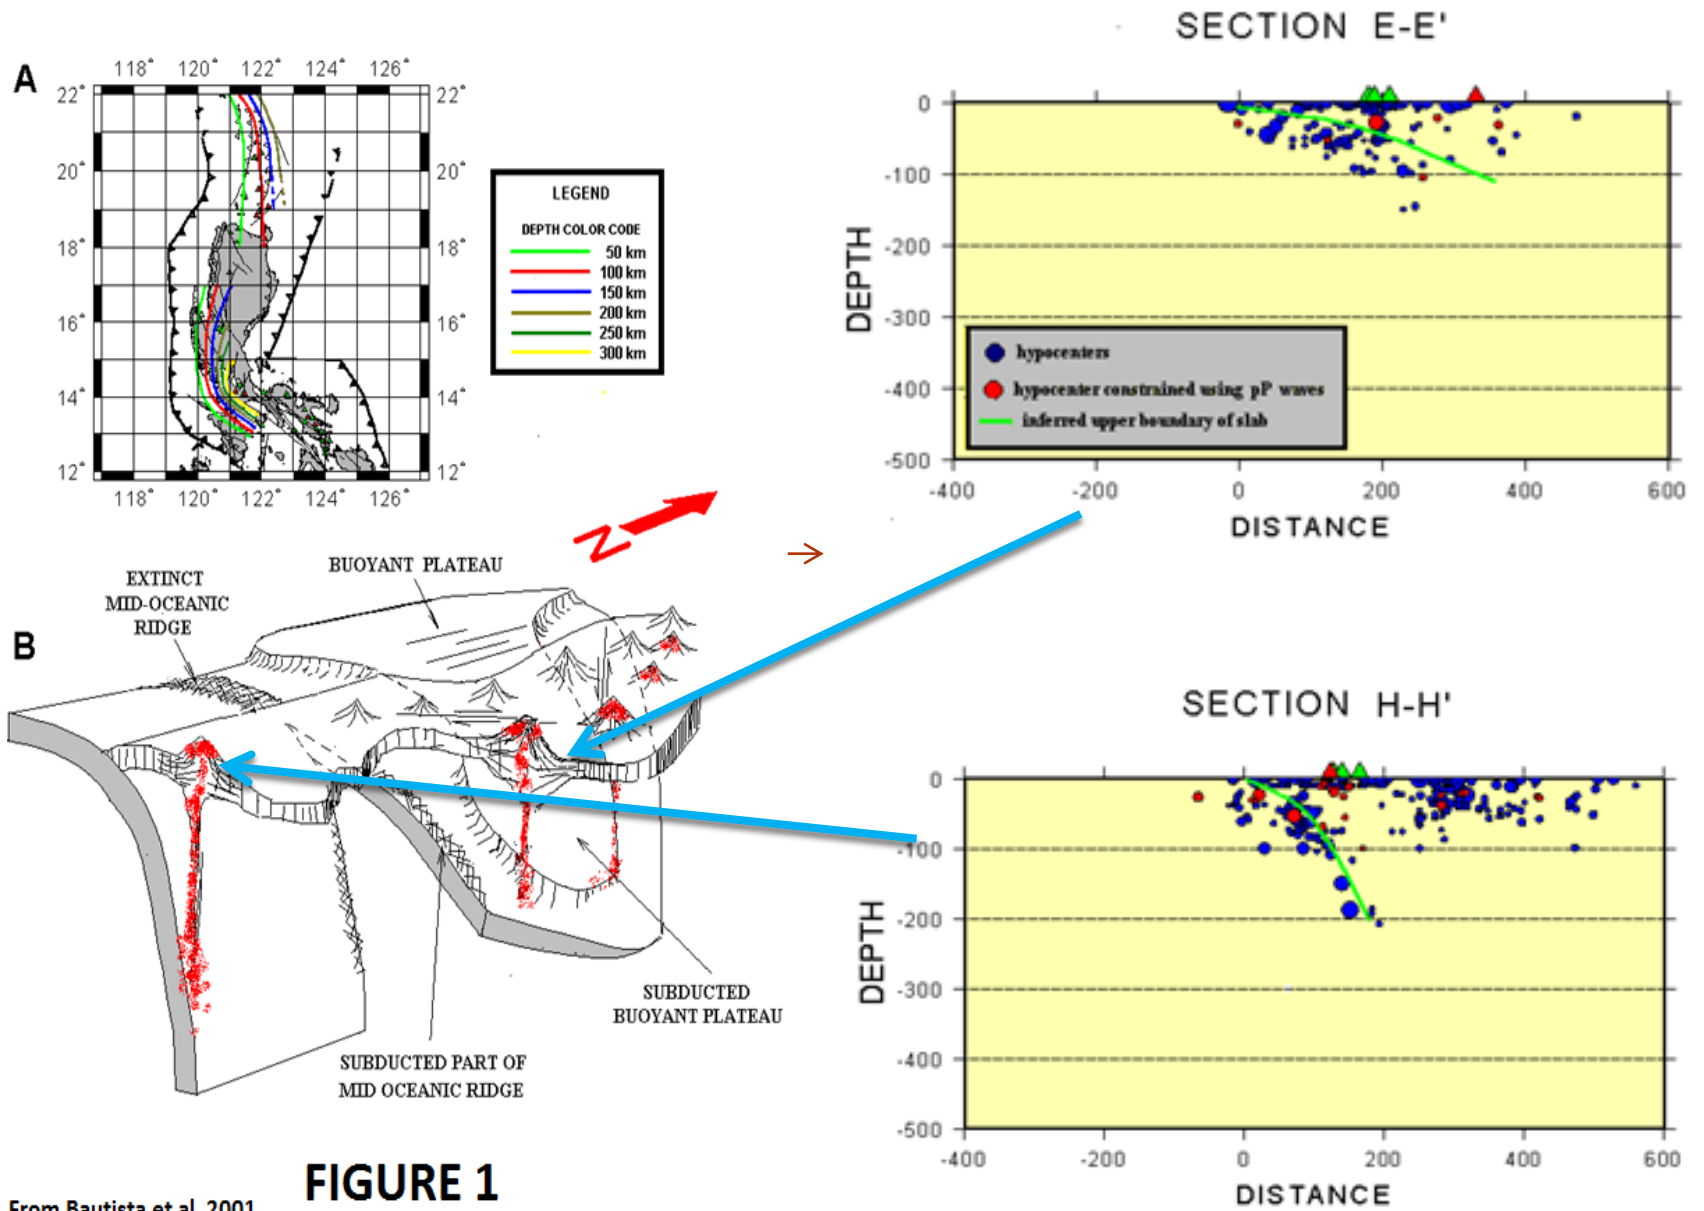 A
118° 120° 122° 124° 126°
22° 22°
20° 20°
18° 18°
16° 16°
14° 14°
12° 12°
118° 120° 122° 124° 126°
LEGEND
DEPTH COLOR CODE
50 km
100 km
150 km
200 km
250 km
300 km
SECTION E-E'
DEPTH
0
-100
-200
-300
-400
-500
hypocenters
hypocenter constrained using pP waves
inferred upper boundary of slab
-400 -200 0 200 400 600
DISTANCE
N
B
EXTINCT
MID-OCEANIC
RIDGE
BUOYANT PLATEAU
SUBDUCTED
BUOYANT PLATEAU
SUBDUCTED PART OF
MID OCEANIC RIDGE
SECTION H-H'
DEPTH
0
-100
-200
-300
-400
-500
-400 -200 0 200 400 600
DISTANCE
FIGURE 1
From Bautista et al. 2001